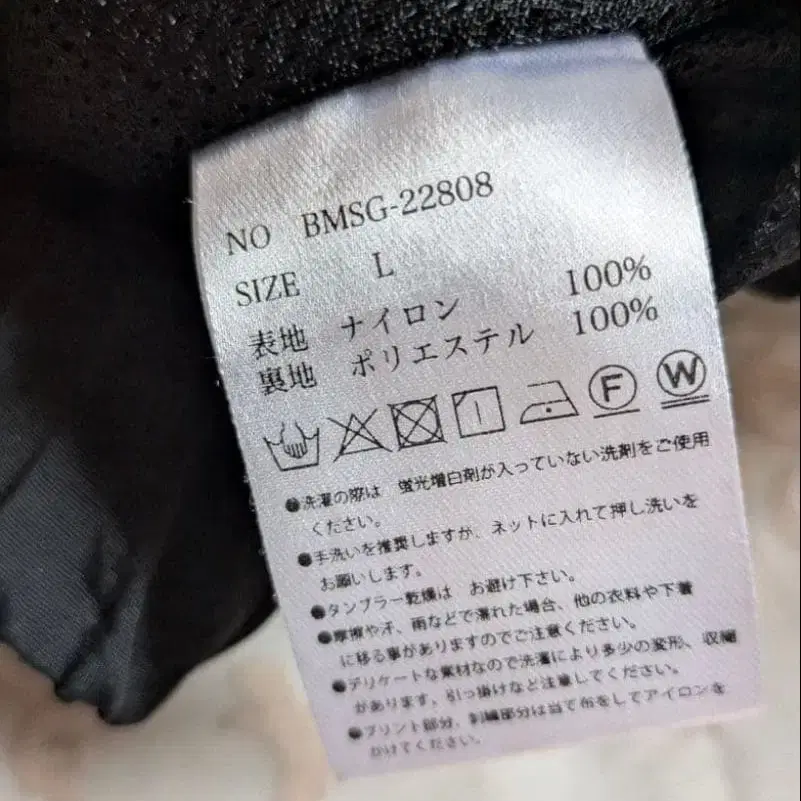 NO BMSG-22808
SIZE L
表地 ナイロン 100%
裏地 ポリエステル 100%
F W
●洗濯の際は 蛍光増白剤が入っていない洗剤をご使用
ください。
●手洗いを推奨しますが、ネットに入れて押し洗いを
お願いします。
●タンブラー乾燥は お避け下さい。
●摩擦や汗、雨などで濡れた場合、他の衣料や下着
に移る事がありますのでご注意ください。
●デリケートな素材なので洗濯により多少の変形、収縮
があります。引っ掛けなど注意してください。
●プリント部分、刺繍部分は当て布をしてアイロンを
かけてください。